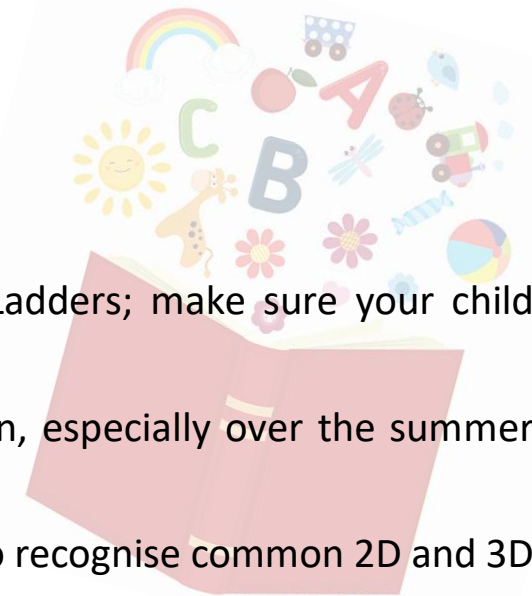 A
C
B
Ladders; make sure your child
n, especially over the summer
o recognise common 2D and 3D